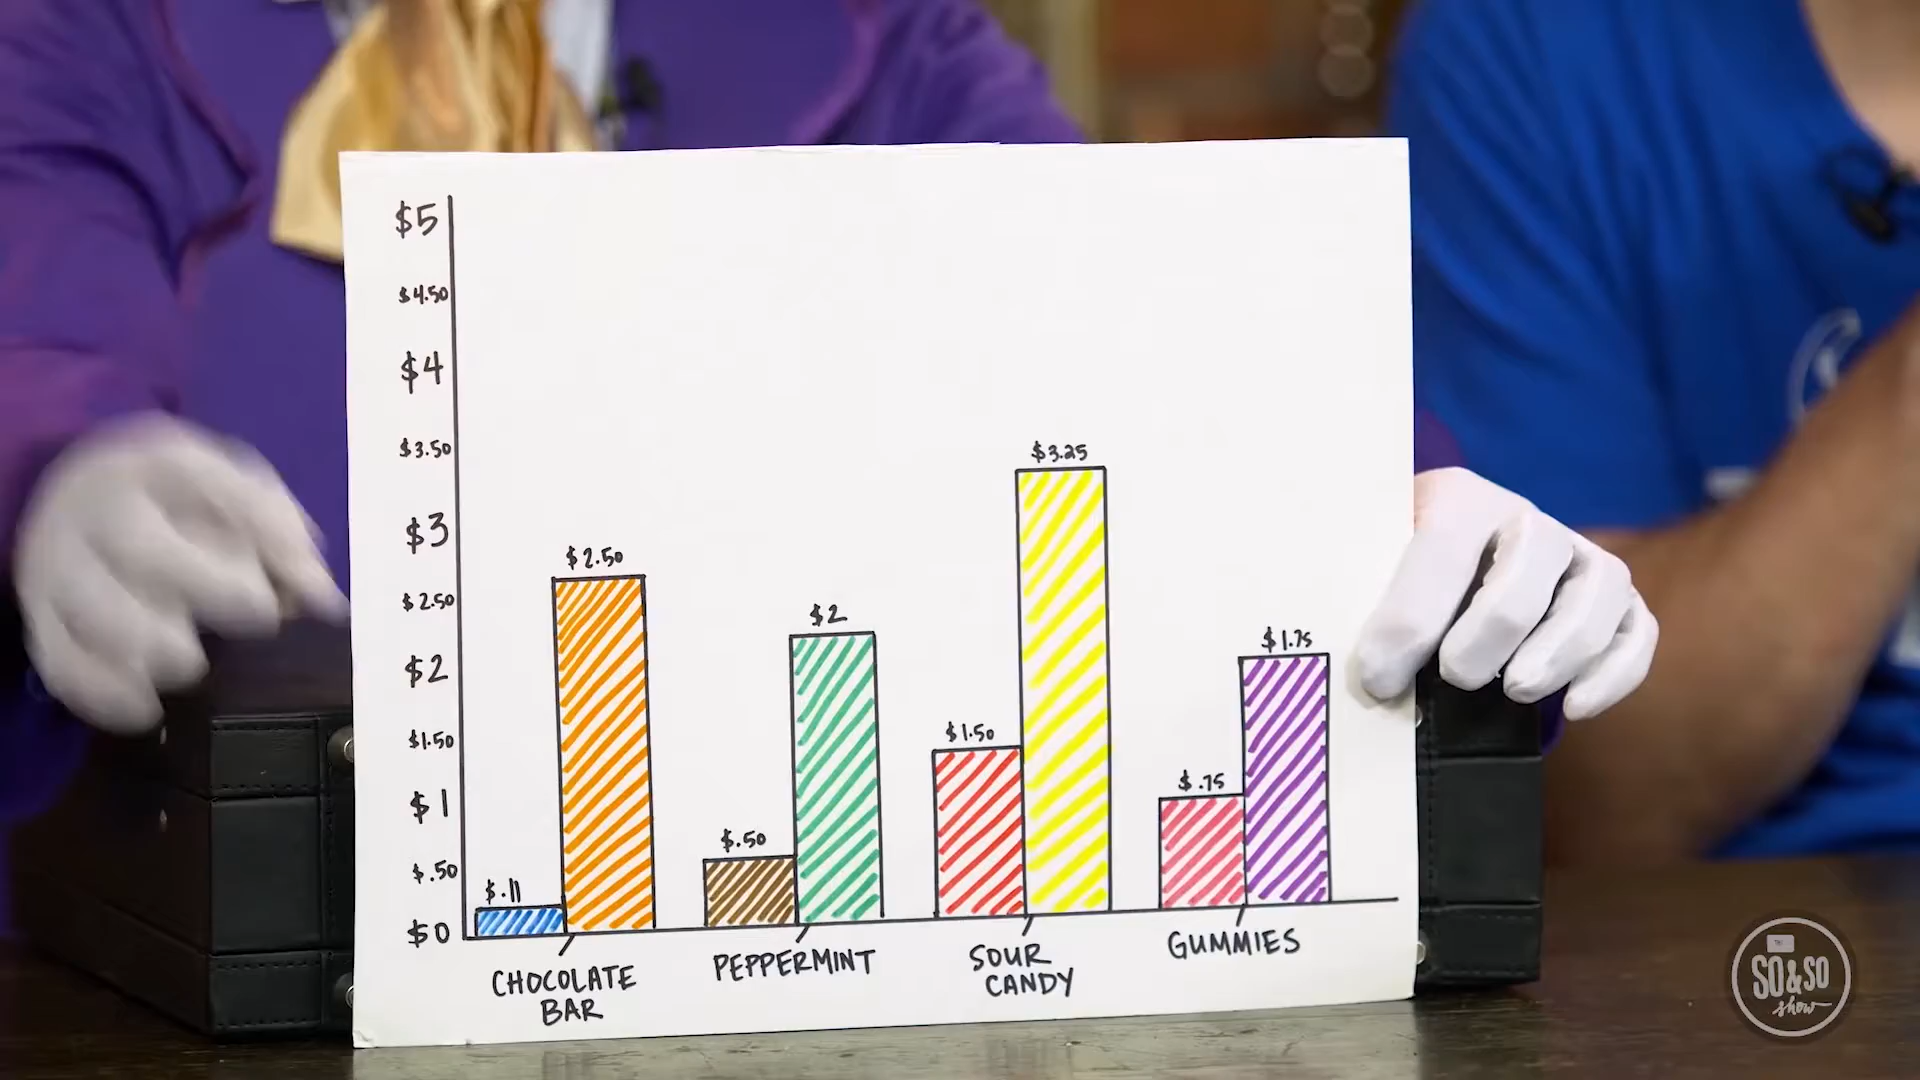 $5
$4.50
$4
$3.50
$3
$2.50
$2
$1.50
$1
$.50
$0
$.11
$2.50
$.50
$2
$1.50
$3.25
$.75
$1.75
CHOCOLATE
BAR
PEPPERMINT
SOUR
CANDY
GUMMIES
SO&SO
show